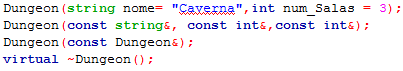 Dungeon(string nome= "Caverna",int num_Salas = 3);
Dungeon(const string&, const int&,const int&);
Dungeon(const Dungeon&);
virtual ~Dungeon();